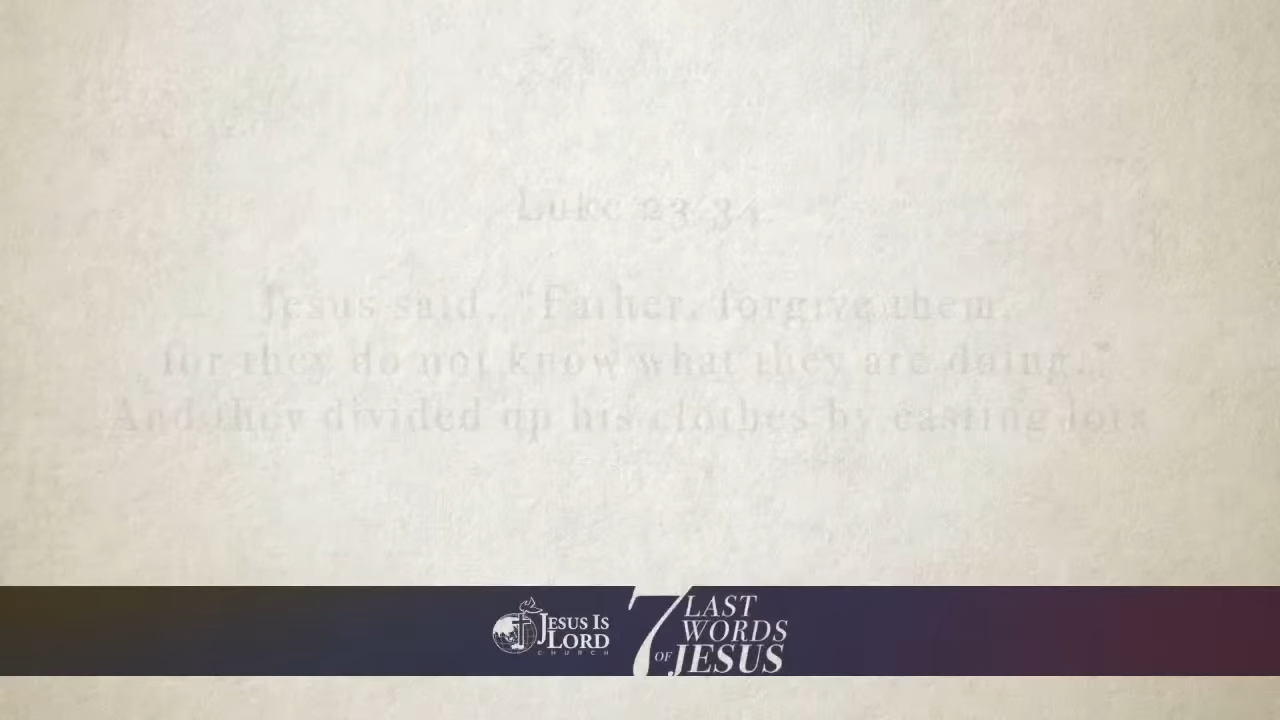 Luke 23:34
Jesus said, "Father, forgive them,
for they do not know what they are doing."
And they divided up his clothes by casting lots
JESUS IS
LORD
CHURCH
7 LAST
WORDS
OF JESUS